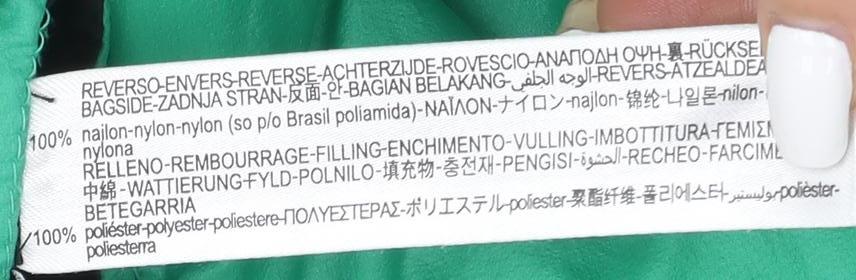 REVERSO-ENVERS-REVERSE-ACHTERZIJDE-ROVESCIO-ΑΝΑΠΟΔΗ ΟΨΗ-裏-RÜCKSEI
BAGSIDE-ZADNJA STRAN-反面-안-BAGIAN BELAKANG-الوجه الجلفي-REVERS-ATZEALDEA
100% najlon-nylon-nylon (so p/o Brasil poliamida)-ΝΑΪΛΟΝ-ナイロン-najlon-锦纶-나일론-nilon-
nylona
RELLENO-REMBOURRAGE-FILLING-ENCHIMENTO-VULLING-IMBOTTITURA-ΓΕΜΙΣΜ
中綿-WATTIERUNG-FYLD-POLNILO-填充物-충전재-PENGISI-الحشوة-RECHEO-FARCIME
BETEGARRIA
100% poliéster-polyester-poliestere-ΠΟΛΥΕΣΤΕΡΑΣ-ポリエステル-poliester-聚酯纤维-폴리에스타-بوليستير-polièster-
poliesterra